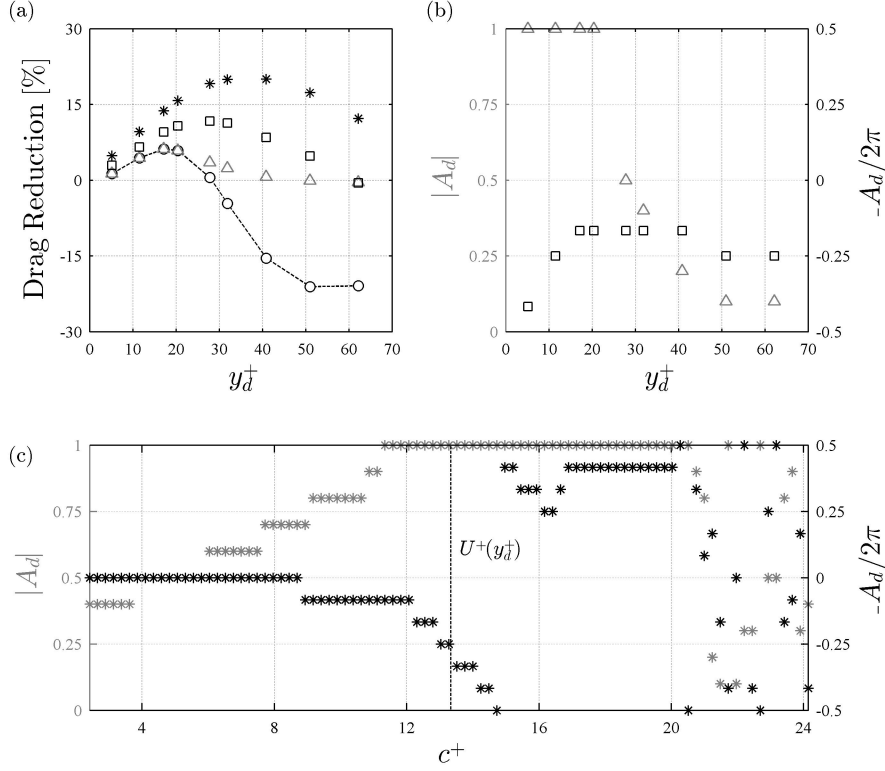 (a)
30
15
0
-15
-30
Drag Reduction [%]
0 10 20 30 40 50 60 70
y_d^+
(b)
1
0.75
0.5
0.25
0
|A_d|
0.5
0.25
0
-0.25
-0.5
∠A_d/2π
0 10 20 30 40 50 60 70
y_d^+
(c)
1
0.75
0.5
0.25
0
|A_d|
U^+(y_d^+)
0.5
0.25
0
-0.25
-0.5
∠A_d/2π
4 8 12 16 20 24
c^+